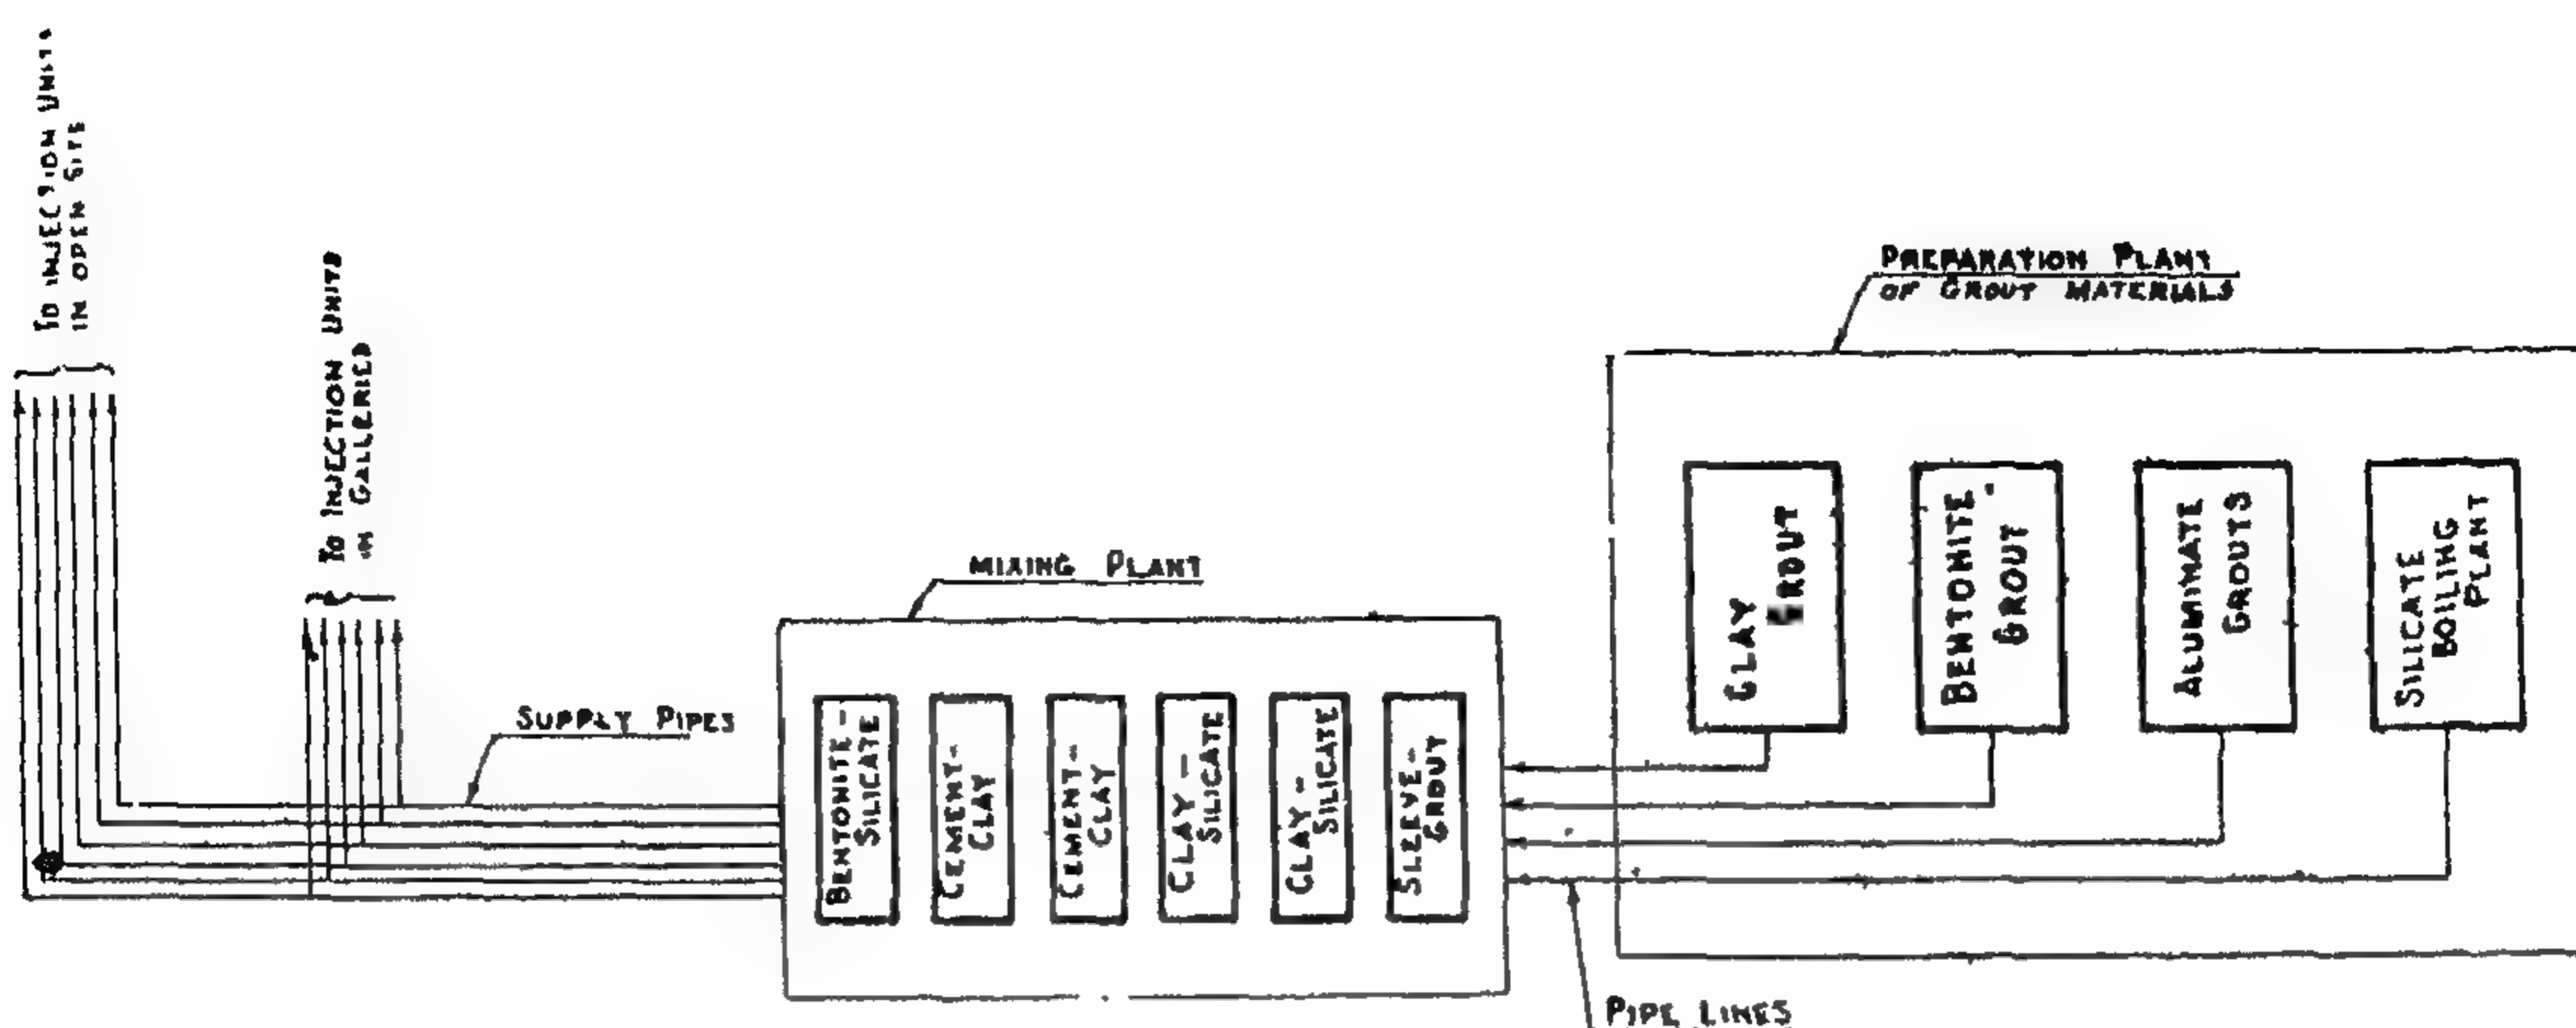 To INJECTION UNITS
IN OPEN SITE
To INJECTION UNITS
IN GALLERIES
SUPPLY PIPES
MIXING PLANT
BENTONITE-
SILICATE
CEMENT-
CLAY
CEMENT-
CLAY
CLAY-
SILICATE
CLAY-
SILICATE
SLEEVE-
GROUT
PREPARATION PLANT
OF GROUT MATERIALS
CLAY
GROUT
BENTONITE
GROUT
ALUMINATE
GROUTS
SILICATE
BOILING
PLANT
PIPE LINES